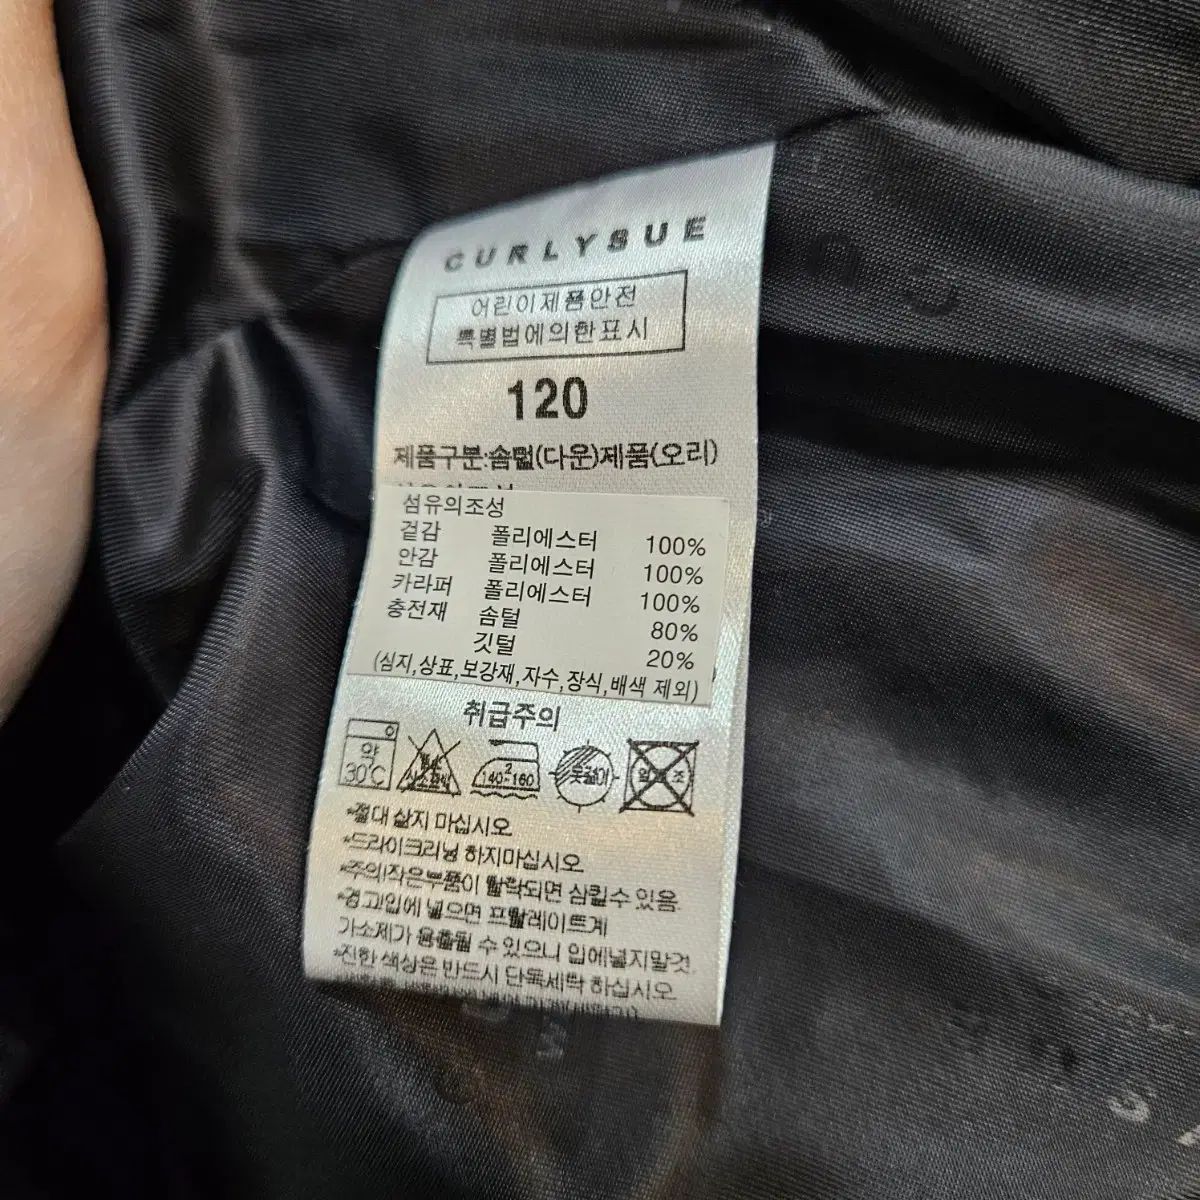 CURLYSUE
어린이제품안전
특별법에의한표시
120
제품구분:솜털(다운)제품(오리)
섬유의조성
겉감 폴리에스터 100%
안감 폴리에스터 100%
카라퍼 폴리에스터 100%
충전재 솜털 80%
깃털 20%
(심지,상표,보강재,자수,장식,배색 제외)
취급주의
약 30℃
2 140~160
*절대 삶지 마십시오
*드라이크리닝 하지마십시오
*주의!작은부품이 탈락되면 삼킬수 있음.
*경고!입에 넣으면 프탈레이트계
가소제가 용출될 수 있으니 입에넣지말것.
*진한 색상은 반드시 단독세탁 하십시오